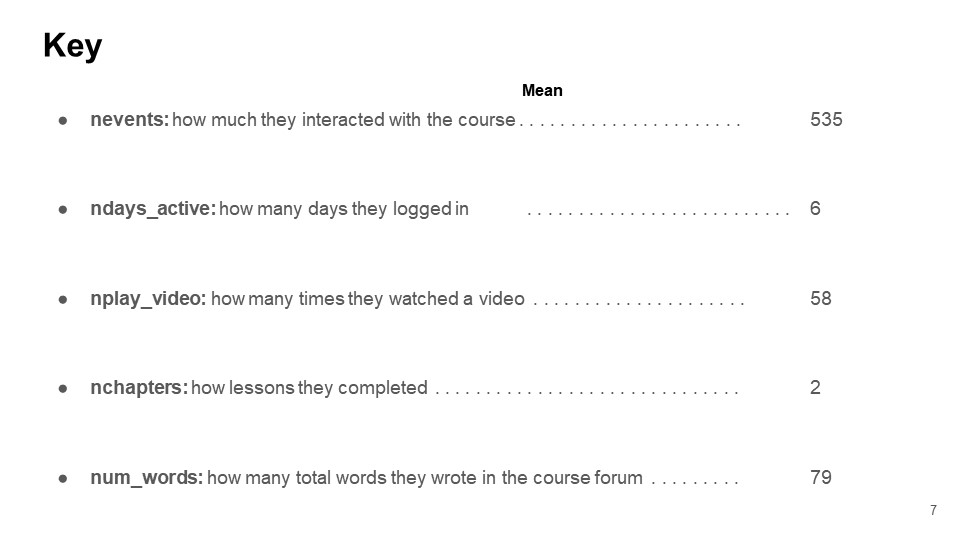 Key
Mean
● nevents: how much they interacted with the course . . . . . . . . . . . . . . . . . . . . . . 535
● ndays_active: how many days they logged in . . . . . . . . . . . . . . . . . . . . . . . . . . 6
● nplay_video: how many times they watched a video . . . . . . . . . . . . . . . . . . . . . 58
● nchapters: how lessons they completed . . . . . . . . . . . . . . . . . . . . . . . . . . . . . . 2
● num_words: how many total words they wrote in the course forum . . . . . . . . . 79
7